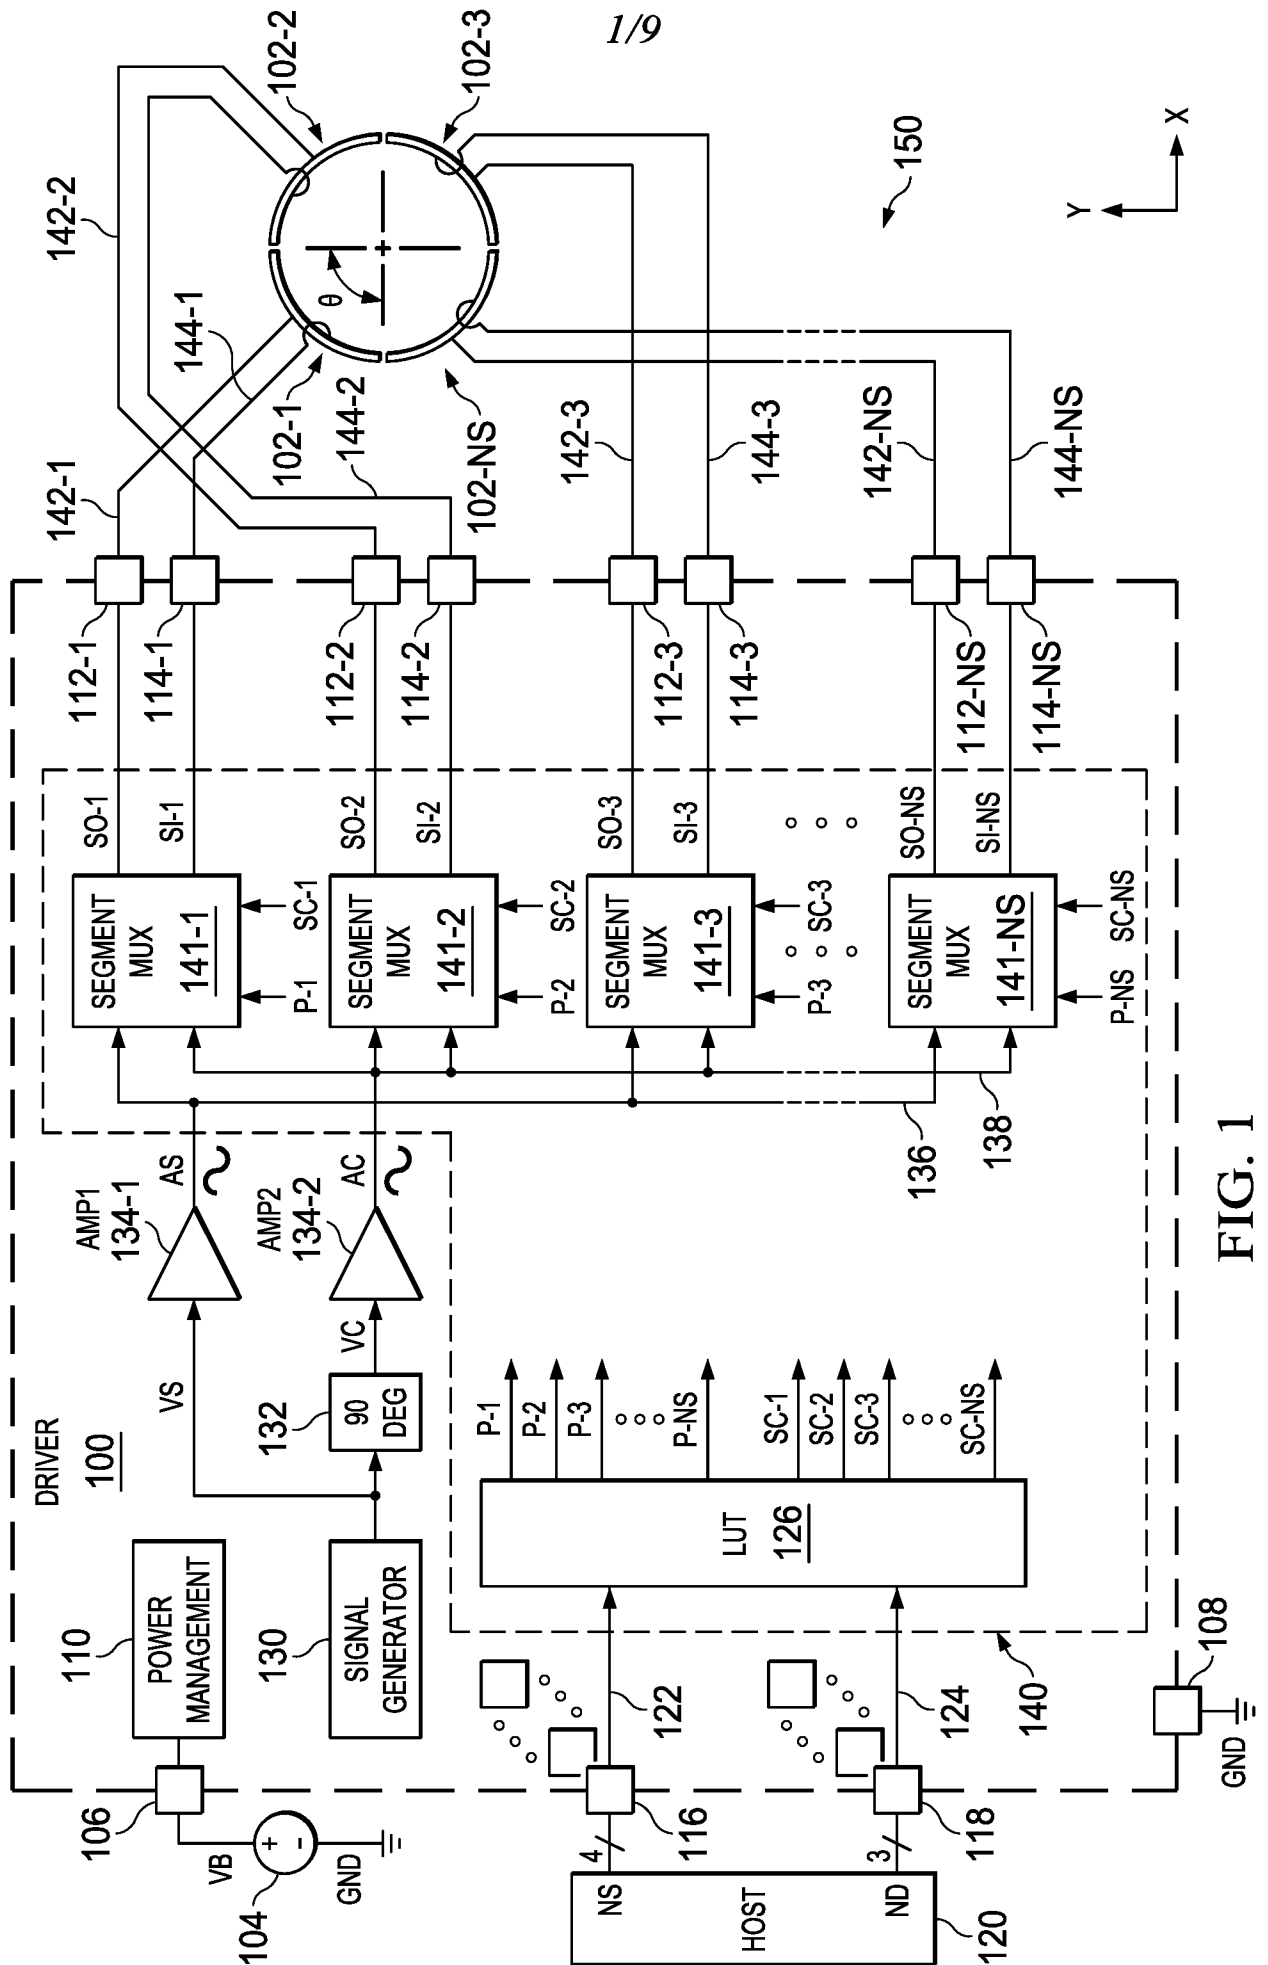 1/9
DRIVER
100
POWER
MANAGEMENT
110
106
VB
104
+
-
GND
SIGNAL
GENERATOR
130
VS
90
DEG
132
VC
AMP1
134-1
AS
AMP2
134-2
AC
SEGMENT
MUX
141-1
P-1
SC-1
SO-1
SI-1
SEGMENT
MUX
141-2
P-2
SC-2
SO-2
SI-2
SEGMENT
MUX
141-3
P-3
SC-3
SO-3
SI-3
SEGMENT
MUX
141-NS
P-NS
SC-NS
SO-NS
SI-NS
136
138
112-1
114-1
112-2
114-2
112-3
114-3
112-NS
114-NS
142-1
144-1
142-2
144-2
142-3
144-3
142-NS
144-NS
102-1
102-2
102-3
102-NS
θ
150
Y
X
HOST
120
NS
4
ND
3
116
118
122
124
LUT
126
P-1
P-2
P-3
P-NS
SC-1
SC-2
SC-3
SC-NS
140
108
GND
FIG. 1